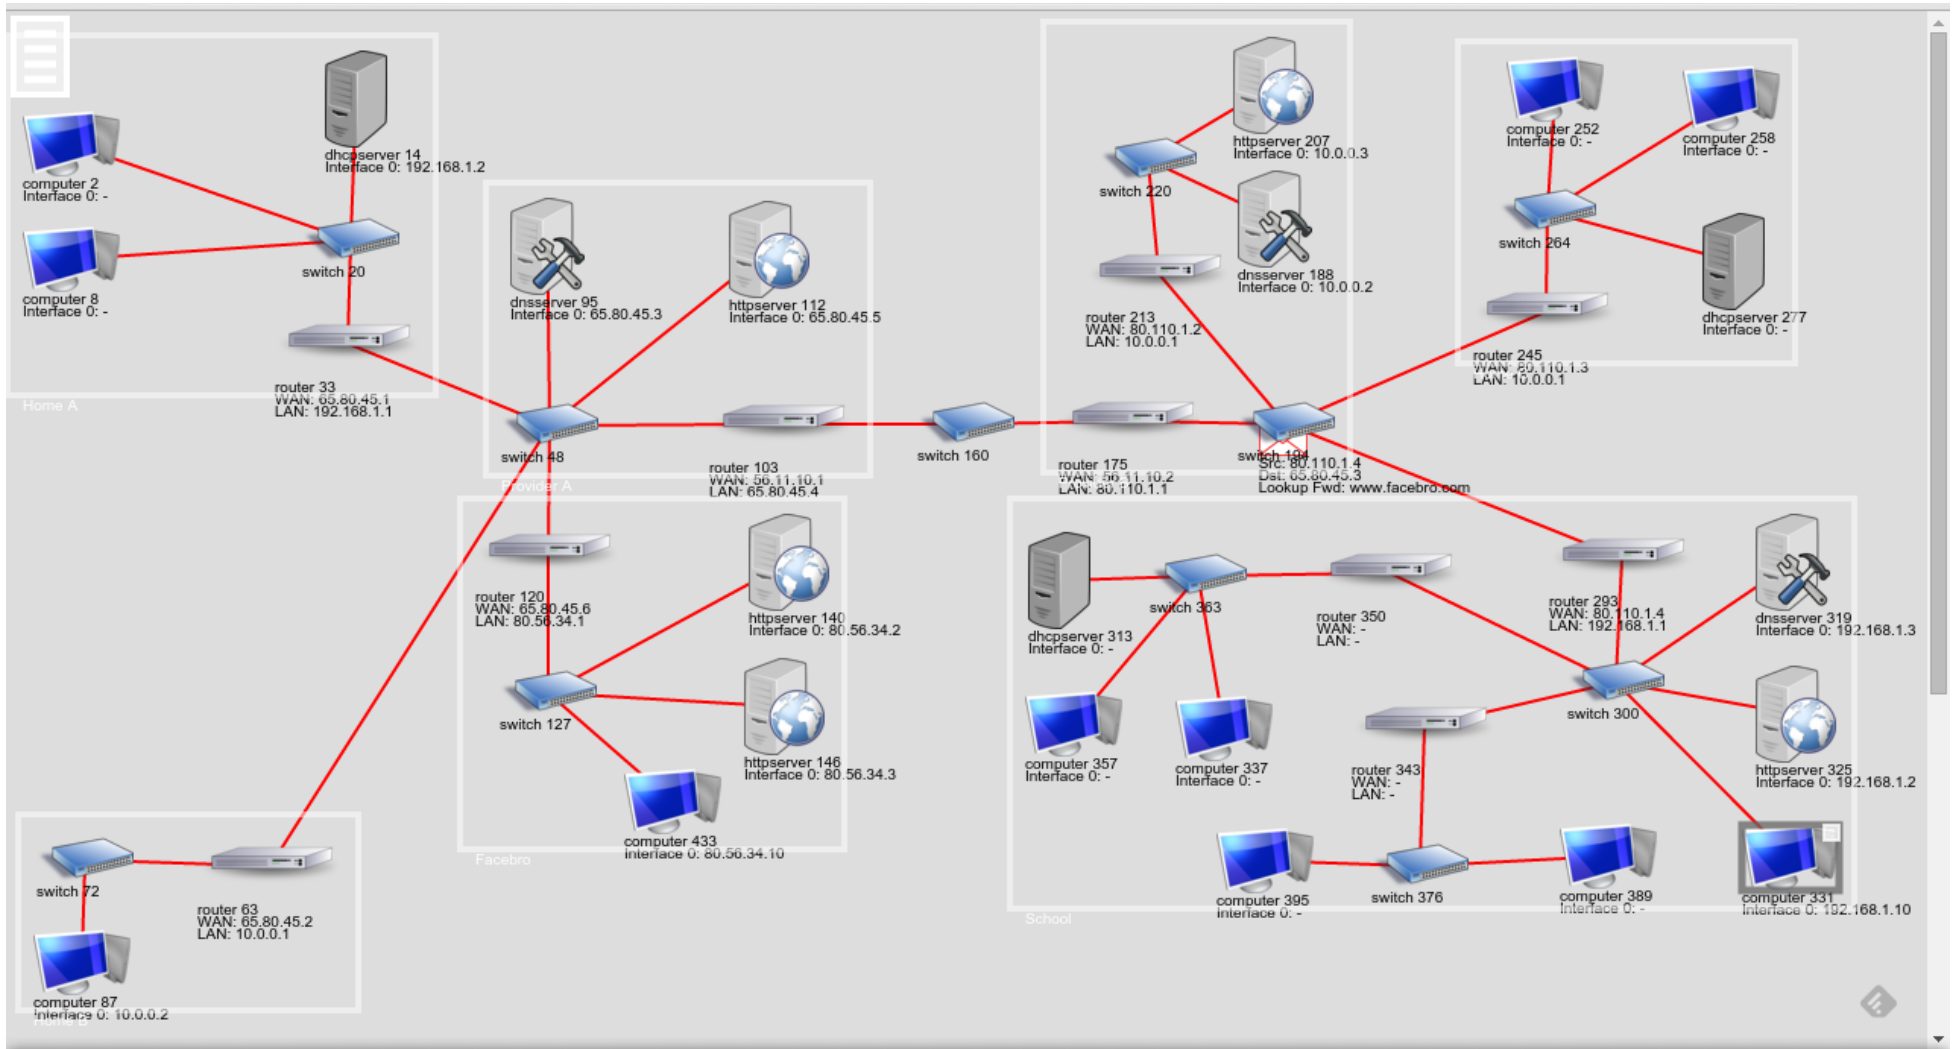 dhcpserver 14
Interface 0: 192.168.1.2
computer 2
Interface 0: -
switch 20
computer 8
Interface 0: -
router 33
WAN: 65.80.45.1
LAN: 192.168.1.1
Home A
dnsserver 95
Interface 0: 65.80.45.3
httpserver 112
Interface 0: 65.80.45.5
switch 48
router 103
WAN: 56.11.10.1
LAN: 65.80.45.4
Provider A
switch 160
httpserver 207
Interface 0: 10.0.0.3
switch 220
dnsserver 188
Interface 0: 10.0.0.2
router 213
WAN: 80.110.1.2
LAN: 10.0.0.1
router 175
WAN: 56.11.10.2
LAN: 80.110.1.1
switch 194
Src: 80.110.1.4
Dst: 65.80.45.3
Lookup Fwd: www.facebro.com
computer 252
Interface 0: -
computer 258
Interface 0: -
switch 264
dhcpserver 277
Interface 0: -
router 245
WAN: 80.110.1.3
LAN: 10.0.0.1
router 120
WAN: 65.80.45.6
LAN: 80.56.34.1
httpserver 140
Interface 0: 80.56.34.2
switch 127
httpserver 146
Interface 0: 80.56.34.3
computer 433
Interface 0: 80.56.34.10
Facebro
dhcpserver 313
Interface 0: -
switch 363
router 350
WAN: -
LAN: -
router 293
WAN: 80.110.1.4
LAN: 192.168.1.1
dnsserver 319
Interface 0: 192.168.1.3
switch 300
computer 357
Interface 0: -
computer 337
Interface 0: -
router 343
WAN: -
LAN: -
httpserver 325
Interface 0: 192.168.1.2
computer 395
Interface 0: -
switch 376
computer 389
Interface 0: -
computer 331
Interface 0: 192.168.1.10
School
switch 72
router 63
WAN: 65.80.45.2
LAN: 10.0.0.1
computer 87
Interface 0: 10.0.0.2
Home B